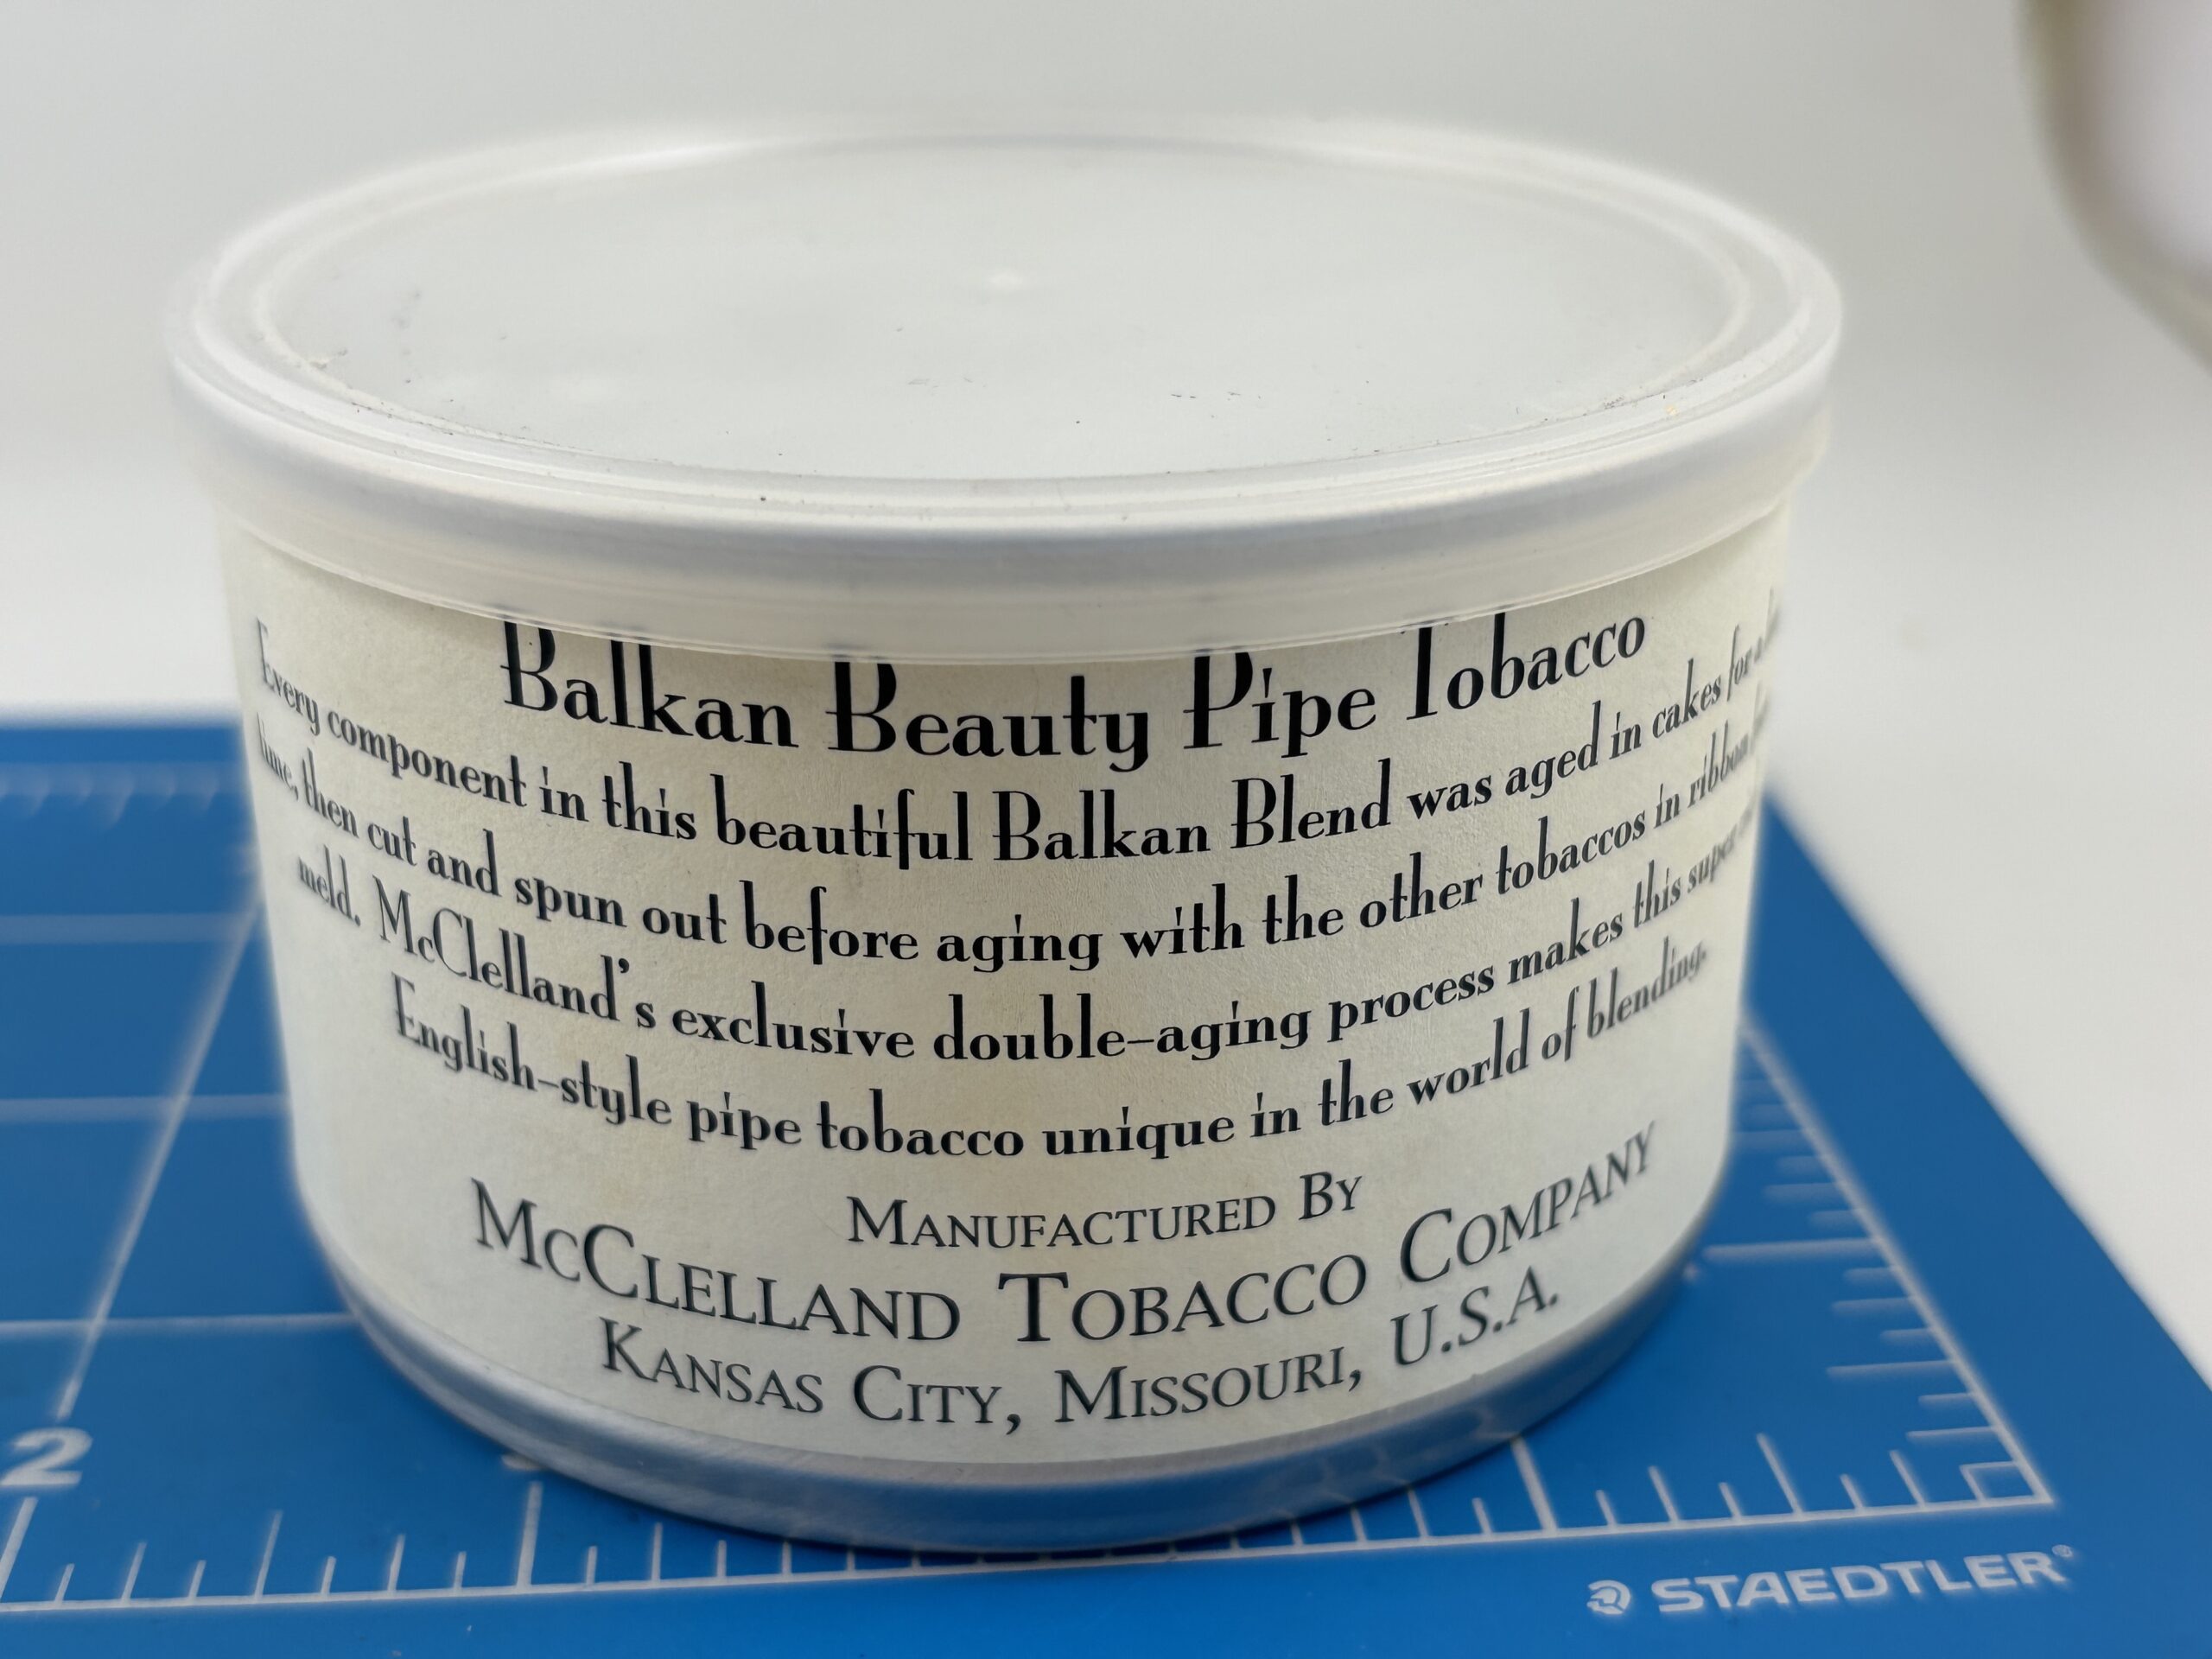 Balkan Beauty Pipe Tobacco
Every component in this beautiful Balkan Blend was aged in cakes for a
time, then cut and spun out before aging with the other tobaccos in ribbon
meld. McClelland's exclusive double-aging process makes this
English-style pipe tobacco unique in the world of blending.
Manufactured By
McClelland Tobacco Company
Kansas City, Missouri, U.S.A.
2
STAEDTLER®